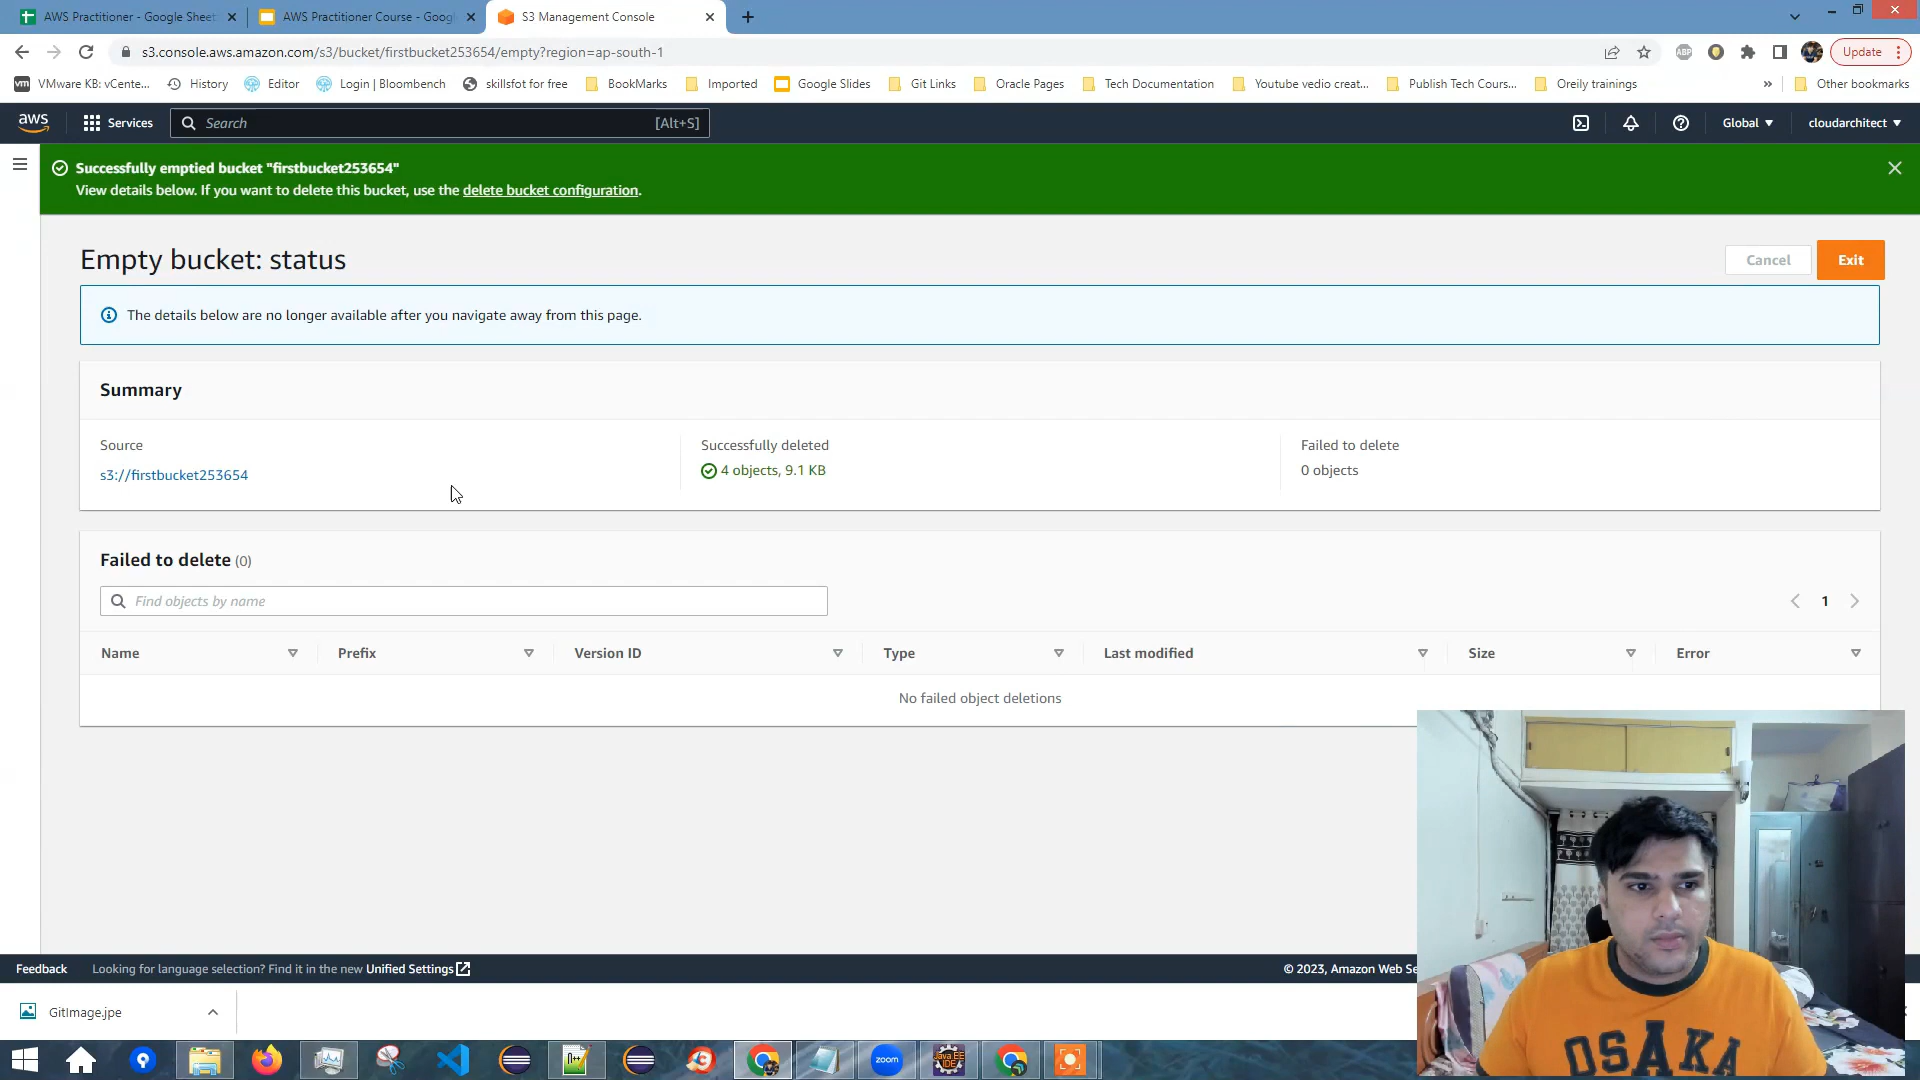 AWS Practitioner - Google Sheet
AWS Practitioner Course - Goog
S3 Management Console
s3.console.aws.amazon.com/s3/bucket/firstbucket253654/empty?region=ap-south-1
ABP
Update
vm VMware KB: vCente...
History
Editor
Login | Bloombench
skillsfot for free
BookMarks
Imported
Google Slides
Git Links
Oracle Pages
Tech Documentation
Youtube vedio creat...
Publish Tech Cours...
Oreily trainings
»
Other bookmarks
aws
Services
Search
[Alt+S]
Global
cloudarchitect
Successfully emptied bucket "firstbucket253654"
View details below. If you want to delete this bucket, use the delete bucket configuration.
Empty bucket: status
Cancel
Exit
The details below are no longer available after you navigate away from this page.
Summary
Source
Successfully deleted
Failed to delete
s3://firstbucket253654
4 objects, 9.1 KB
0 objects
Failed to delete (0)
Find objects by name
1
Name
Prefix
Version ID
Type
Last modified
Size
Error
No failed object deletions
Feedback
Looking for language selection? Find it in the new Unified Settings
© 2023, Amazon Web Se
GitImage.jpe
zoom
Java EE
IDE
OSAKA